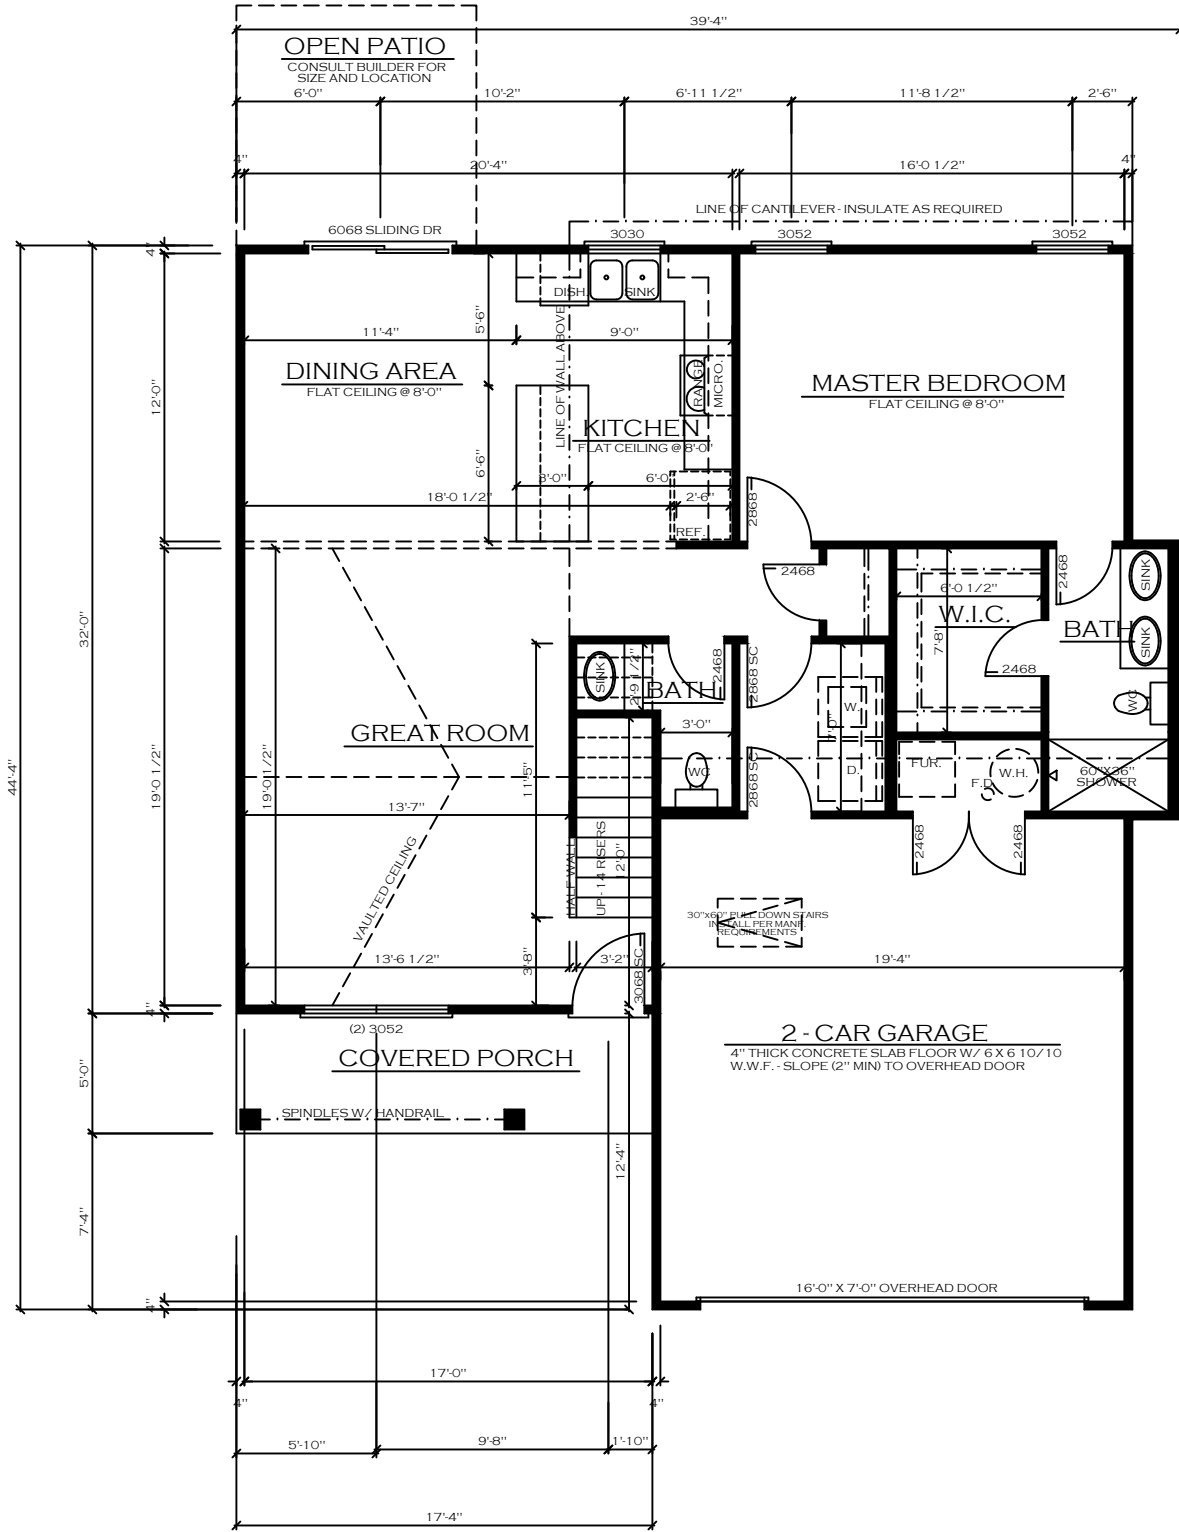 39'-4"
OPEN PATIO
CONSULT BUILDER FOR
SIZE AND LOCATION
6'-0"
10'-2"
6'-11 1/2"
11'-8 1/2"
2'-6"
4"
20'-4"
16'-0 1/2"
4"
LINE OF CANTILEVER - INSULATE AS REQUIRED
6068 SLIDING DR
3030
3052
3052
4"
DISH.
SINK
11'-4"
5'-6"
9'-0"
LINE OF WALL ABOVE
DINING AREA
FLAT CEILING @ 8'-0"
RANGE
MICRO.
MASTER BEDROOM
FLAT CEILING @ 8'-0"
12'-0"
KITCHEN
FLAT CEILING @ 8'-0"
6'-6"
3'-0"
6'-0"
18'-0 1/2"
2'-6"
REF.
2868
2468
2468
SINK
6'-0 1/2"
W.I.C.
7'-8"
BATH
SINK
2468
32'-0"
2'-9 1/2"
SINK
BATH
2468
2868 SC
W.
7'-0"
D.
WC
3'-0"
WC
GREAT ROOM
44'-4"
19'-0 1/2"
19'-0 1/2"
11'-5"
2868 SC
FUR.
F.D.
W.H.
60"X36"
SHOWER
13'-7"
2468
2468
VAULTED CEILING
HALF WALL
UP - 14 RISERS
12'-0"
30"x60" PULL DOWN STAIRS
INSTALL PER MANF.
REQUIREMENTS
13'-6 1/2"
3'-8"
3'-2"
3068 SC
19'-4"
4"
(2) 3052
COVERED PORCH
2 - CAR GARAGE
4" THICK CONCRETE SLAB FLOOR W/ 6 X 6 10/10
W.W.F. - SLOPE (2" MIN) TO OVERHEAD DOOR
5'-0"
SPINDLES W/ HANDRAIL
12'-4"
7'-4"
4"
16'-0" X 7'-0" OVERHEAD DOOR
17'-0"
4"
4"
5'-10"
9'-8"
1'-10"
17'-4"